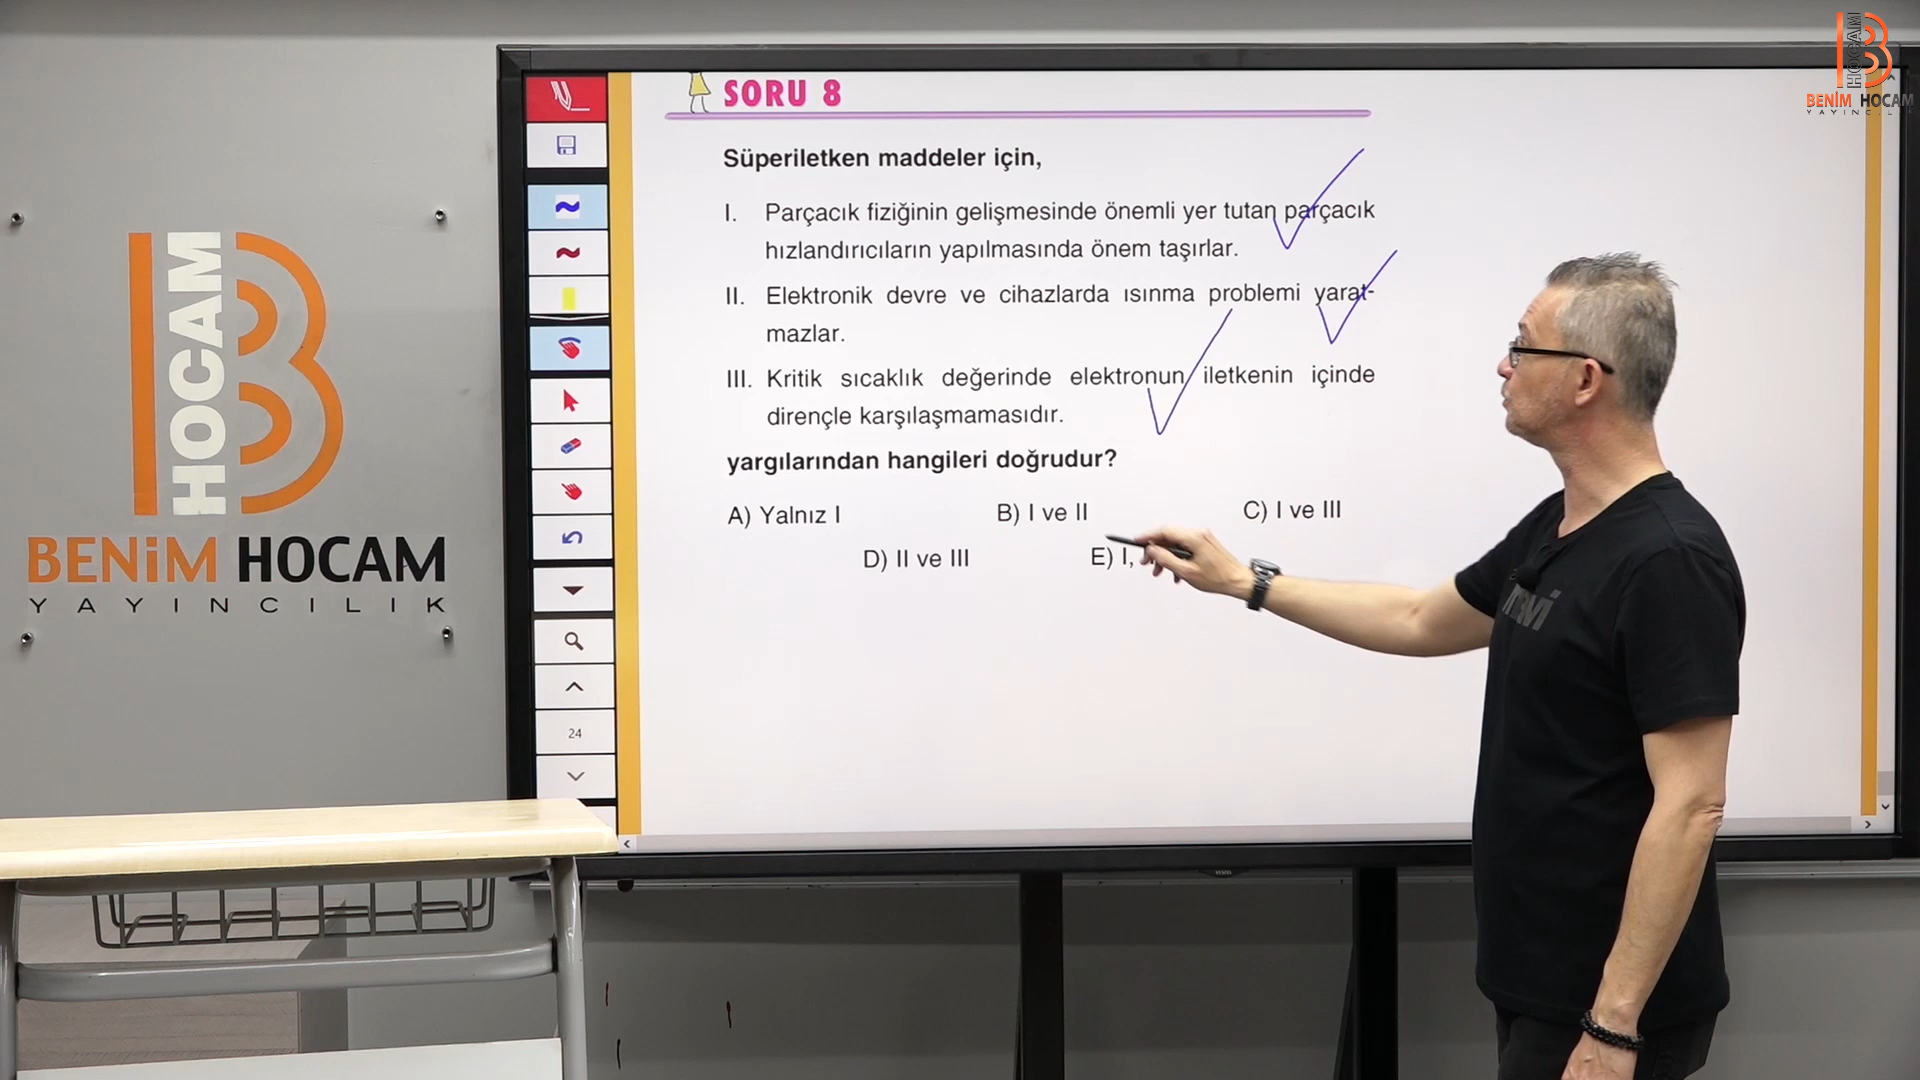 BENİM HOCAM
YAYINCILIK
HOCAM
BENİM HOCAM
YAYINCILIK
SORU 8
Süperiletken maddeler için,
I. Parçacık fiziğinin gelişmesinde önemli yer tutan parçacık
hızlandırıcıların yapılmasında önem taşırlar.
II. Elektronik devre ve cihazlarda ısınma problemi yarat-
mazlar.
III. Kritik sıcaklık değerinde elektronun iletkenin içinde
dirençle karşılaşmamasıdır.
yargılarından hangileri doğrudur?
A) Yalnız I B) I ve II C) I ve III
D) II ve III E) I,
24